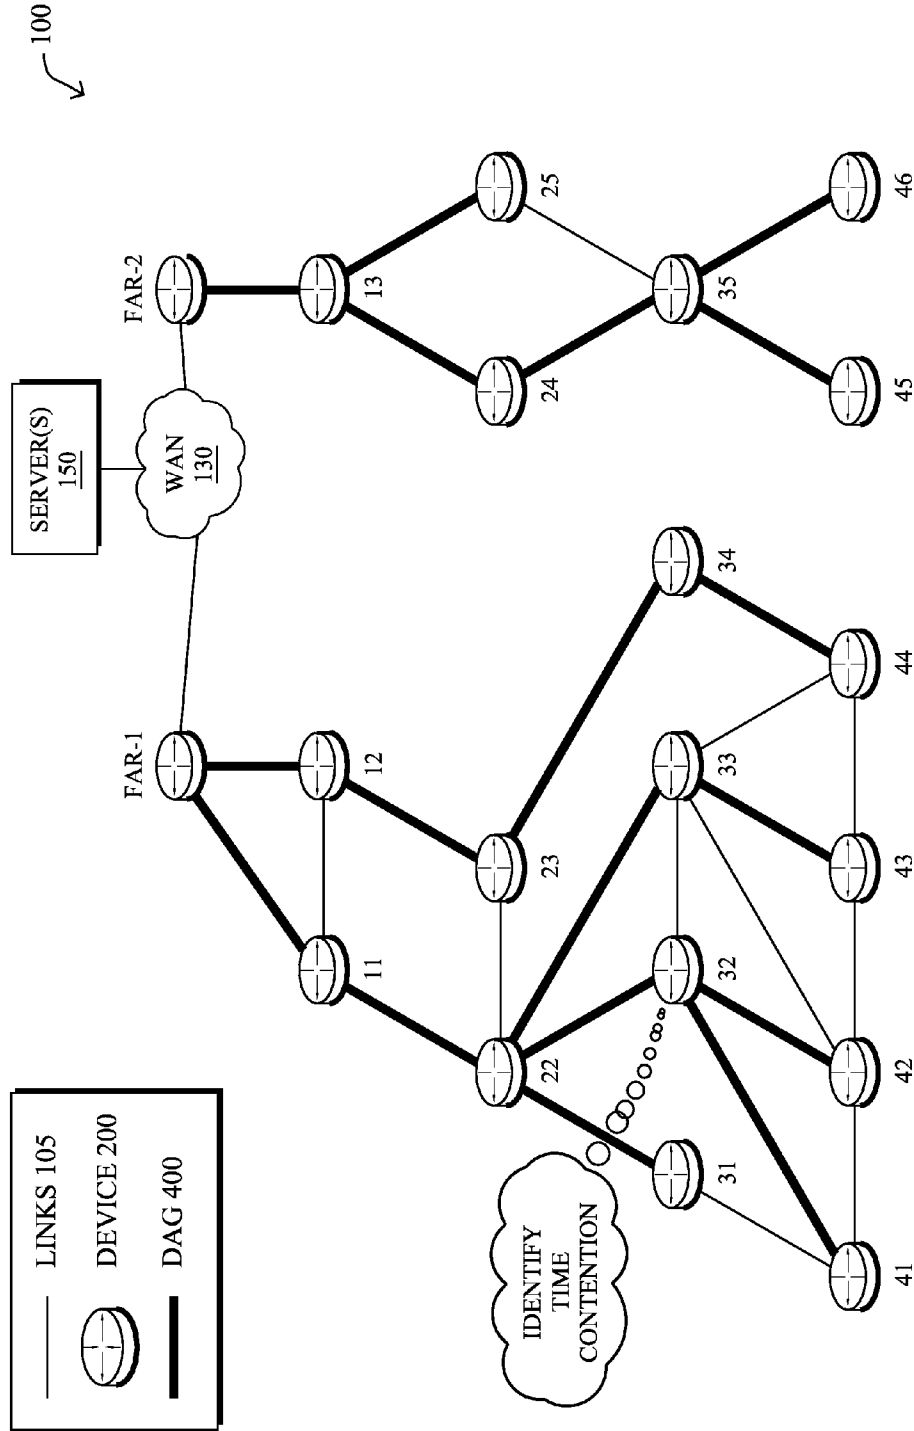 100
LINKS 105
DEVICE 200
DAG 400
SERVER(S)
150
WAN
130
FAR-1
FAR-2
11
12
13
22
23
24
25
IDENTIFY
TIME
CONTENTION
31
32
33
34
35
41
42
43
44
45
46